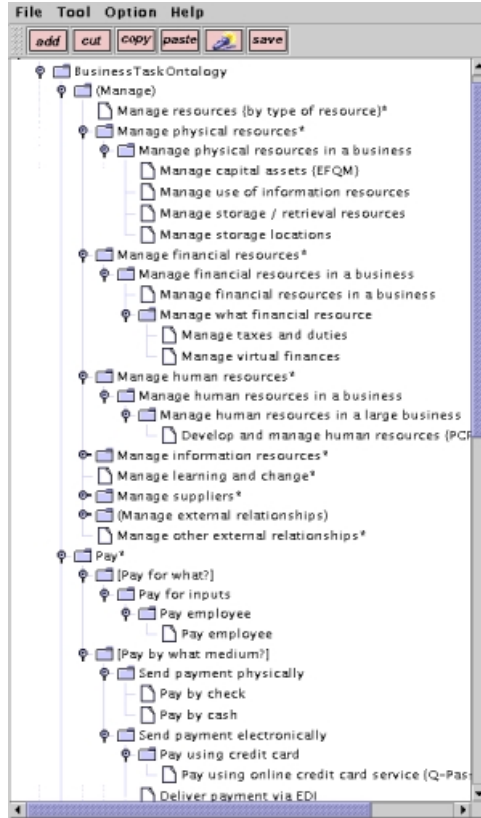 File Tool Option Help
add cut copy paste save
BusinessTaskOntology
(Manage)
Manage resources (by type of resource)*
Manage physical resources*
Manage physical resources in a business
Manage capital assets (EFQM)
Manage use of information resources
Manage storage / retrieval resources
Manage storage locations
Manage financial resources*
Manage financial resources in a business
Manage financial resources in a business
Manage what financial resource
Manage taxes and duties
Manage virtual finances
Manage human resources*
Manage human resources in a business
Manage human resources in a large business
Develop and manage human resources (PCF
Manage information resources*
Manage learning and change*
Manage suppliers*
(Manage external relationships)
Manage other external relationships*
Pay*
[Pay for what?]
Pay for inputs
Pay employee
Pay employee
[Pay by what medium?]
Send payment physically
Pay by check
Pay by cash
Send payment electronically
Pay using credit card
Pay using online credit card service (Q-Pas
Deliver payment via EDI